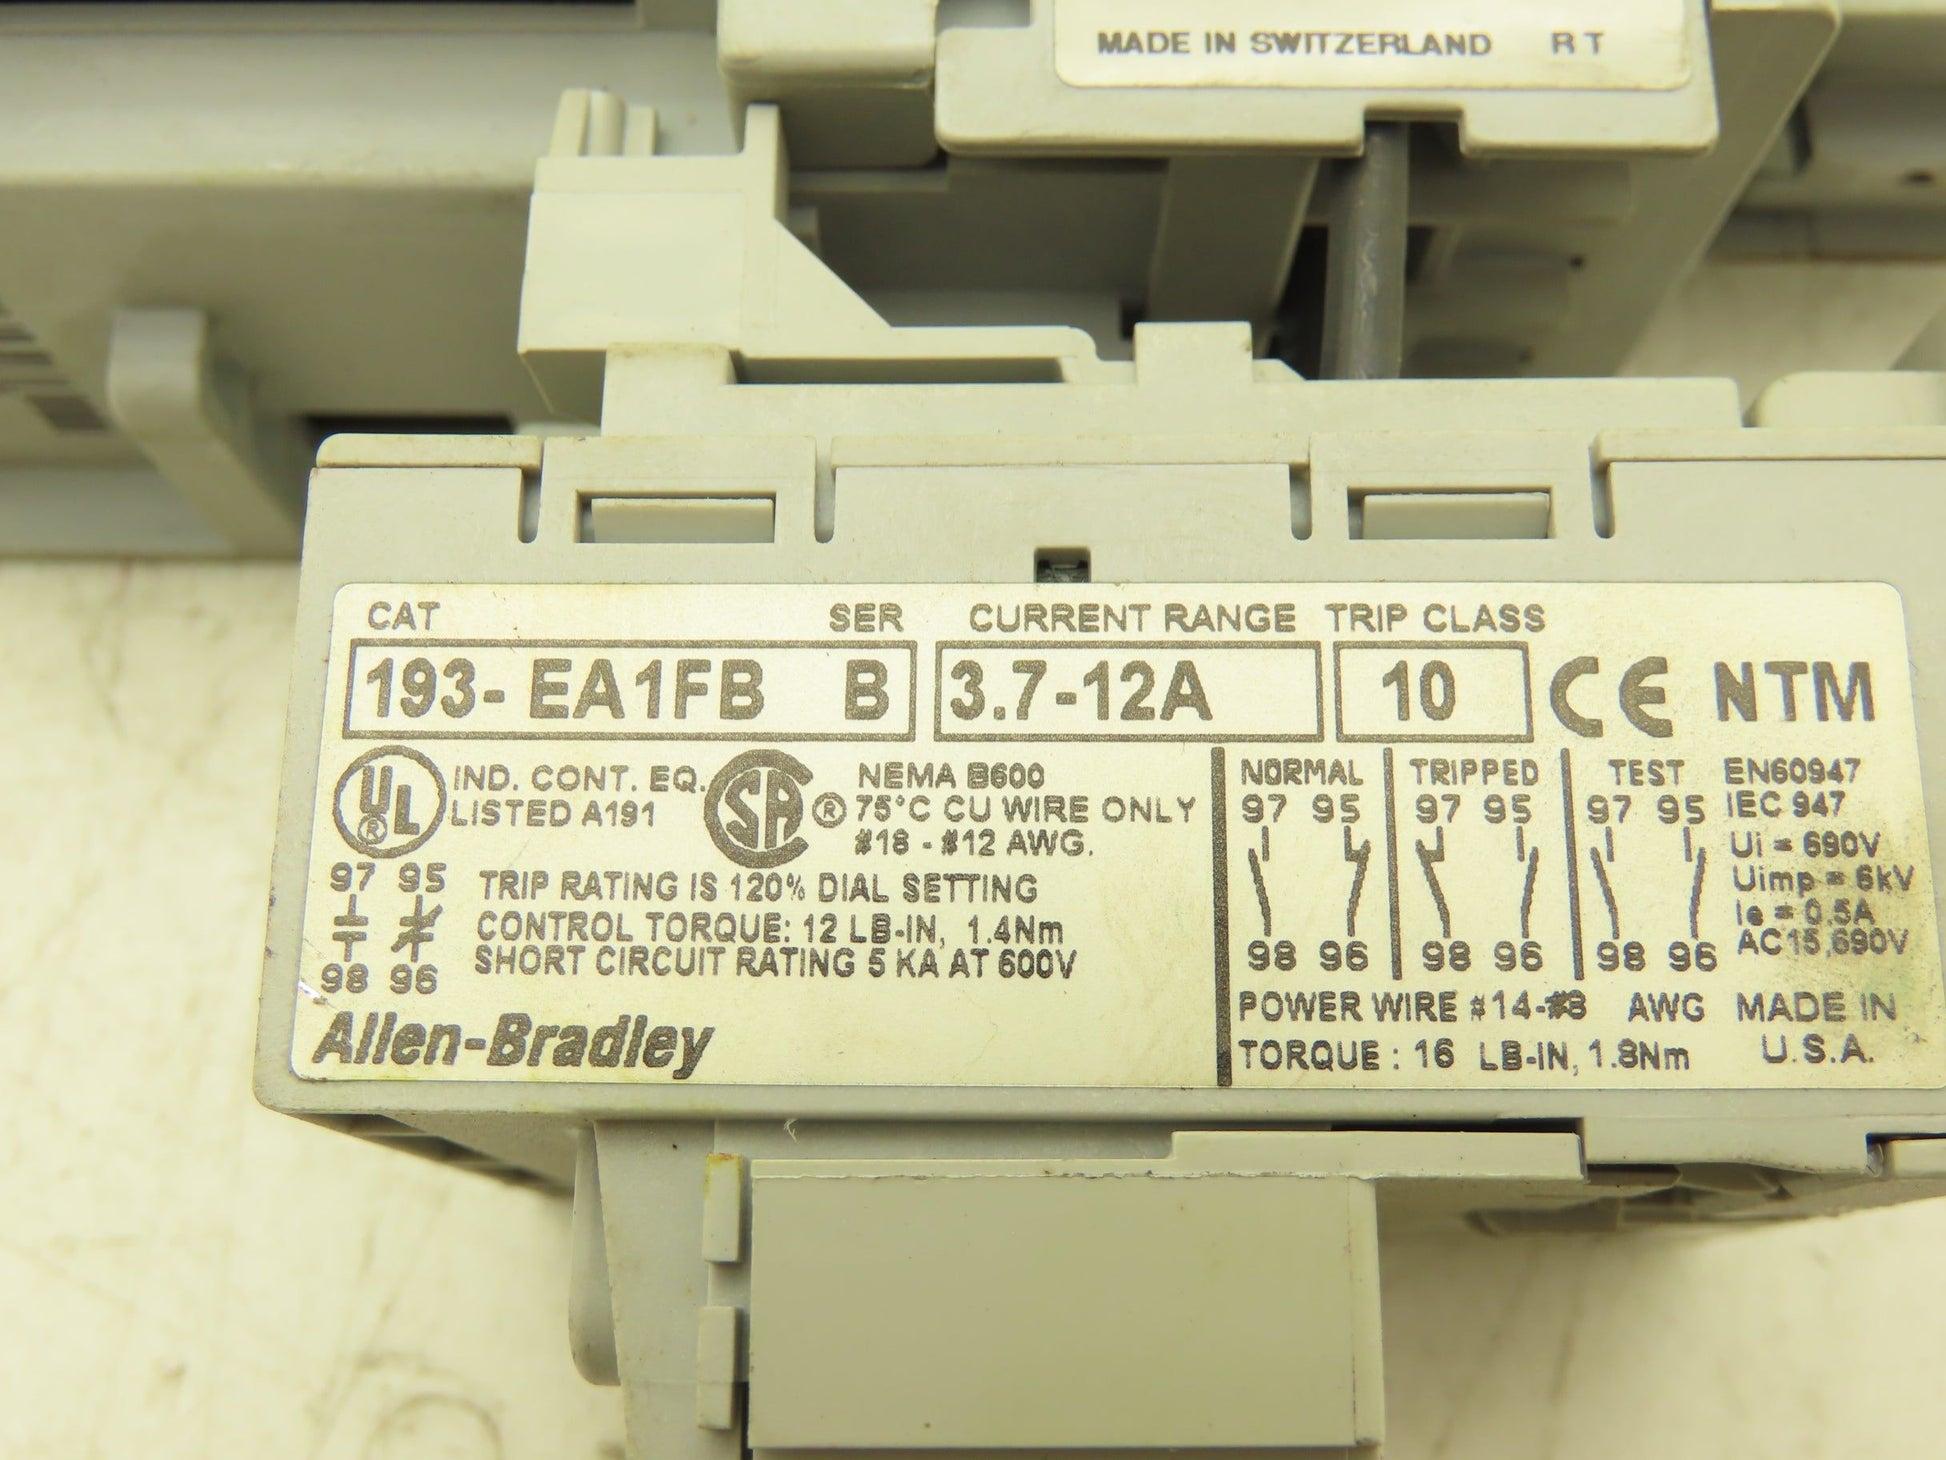 MADE IN SWITZERLAND R T
CAT SER CURRENT RANGE TRIP CLASS
193- EA1FB B 3.7-12A 10 CE NTM
UL ® IND. CONT. EQ.
LISTED A191
SA ® NEMA B600
75°C CU WIRE ONLY
#18 - #12 AWG.
97 95
98 96
TRIP RATING IS 120% DIAL SETTING
CONTROL TORQUE: 12 LB-IN, 1.4Nm
SHORT CIRCUIT RATING 5 KA AT 600V
Allen-Bradley
NORMAL TRIPPED TEST
97 95 97 95 97 95
98 96 98 96 98 96
EN60947
IEC 947
Ui = 690V
Uimp = 6kV
Ie = 0.5A
AC15,690V
POWER WIRE #14-#8 AWG
TORQUE : 16 LB-IN, 1.8Nm
MADE IN
U.S.A.